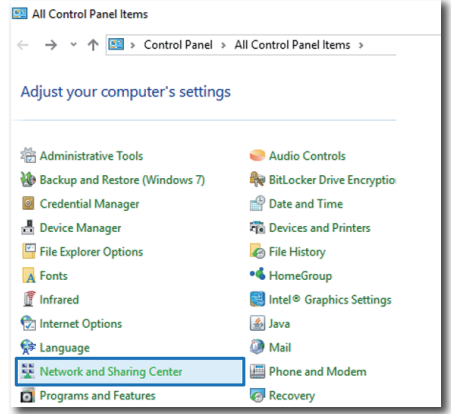 All Control Panel Items
Control Panel > All Control Panel Items >
Adjust your computer's settings
Administrative Tools
Audio Controls
Backup and Restore (Windows 7)
BitLocker Drive Encryptio
Credential Manager
Date and Time
Device Manager
Devices and Printers
File Explorer Options
File History
Fonts
HomeGroup
Infrared
Intel® Graphics Settings
Internet Options
Java
Language
Mail
Network and Sharing Center
Phone and Modem
Programs and Features
Recovery